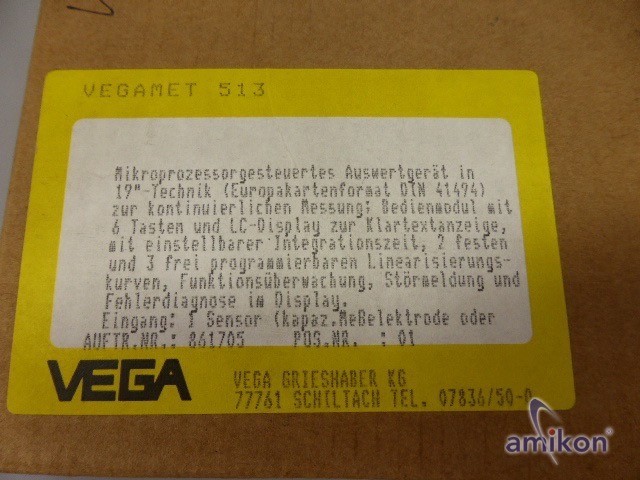 VEGAMET 513
Mikroprozessorgesteuertes Auswertgerät in
19"-Technik (Europakartenformat DIN 41494)
zur kontinuierlichen Messung; Bedienmodul mit
6 Tasten und LC-Display zur Klartextanzeige,
mit einstellbarer Integrationszeit, 2 festen
und 3 frei programmierbaren Linearisierungs-
kurven, Funktionsüberwachung, Störmeldung und
Fehlerdiagnose im Display.
Eingang: 1 Sensor (kapaz.Meßelektrode oder
AUFTR.NR.: 861705 POS.NR. : 01
VEGA
VEGA GRIESHABER KG
77761 SCHILTACH TEL. 07836/50-0
amikon®